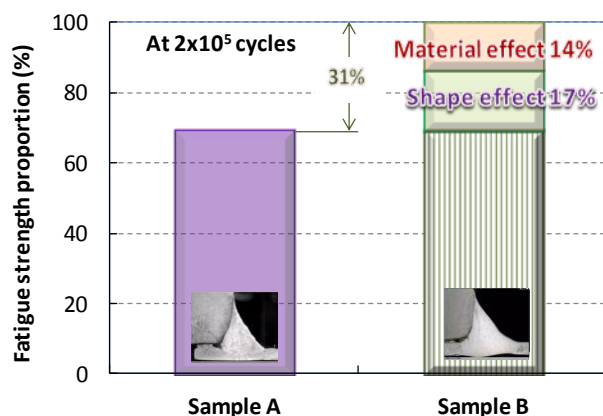 Fatigue strength proportion (%)
100
80
60
40
20
0
At 2x10⁵ cycles
31%
Material effect 14%
Shape effect 17%
Sample A
Sample B